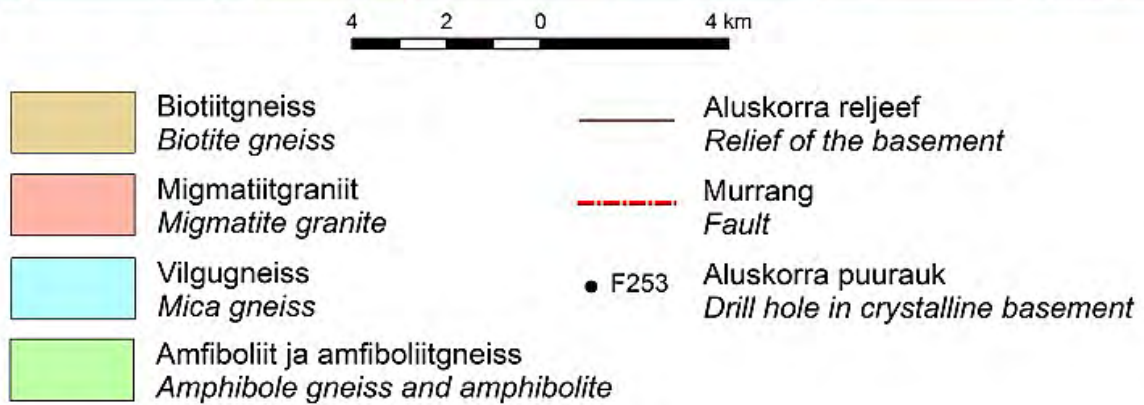 4 2 0 4 km
Biotiitgneiss
Biotite gneiss
Migmatiitgraniit
Migmatite granite
Vilgugneiss
Mica gneiss
Amfiboliit ja amfiboliitgneiss
Amphibole gneiss and amphibolite
Aluskorra reljeef
Relief of the basement
Murrang
Fault
F253 Aluskorra puurauk
Drill hole in crystalline basement